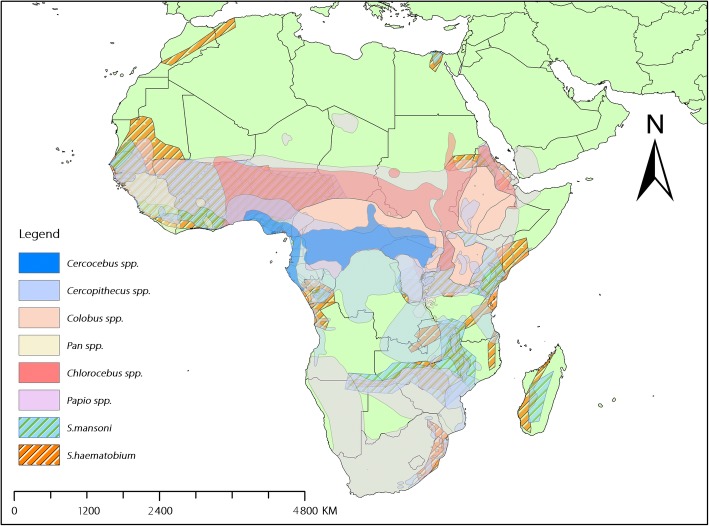 N
Legend
Cercocebus spp.
Cercopithecus spp.
Colobus spp.
Pan spp.
Chlorocebus spp.
Papio spp.
S.mansoni
S.haematobium
0 1200 2400 4800 KM